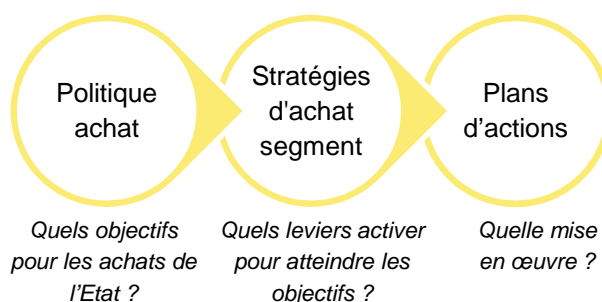 Politique
achat
Stratégies
d'achat
segment
Plans
d’actions
Quels objectifs
pour les achats de
l’Etat ?
Quels leviers activer
pour atteindre les
objectifs ?
Quelle mise
en œuvre ?